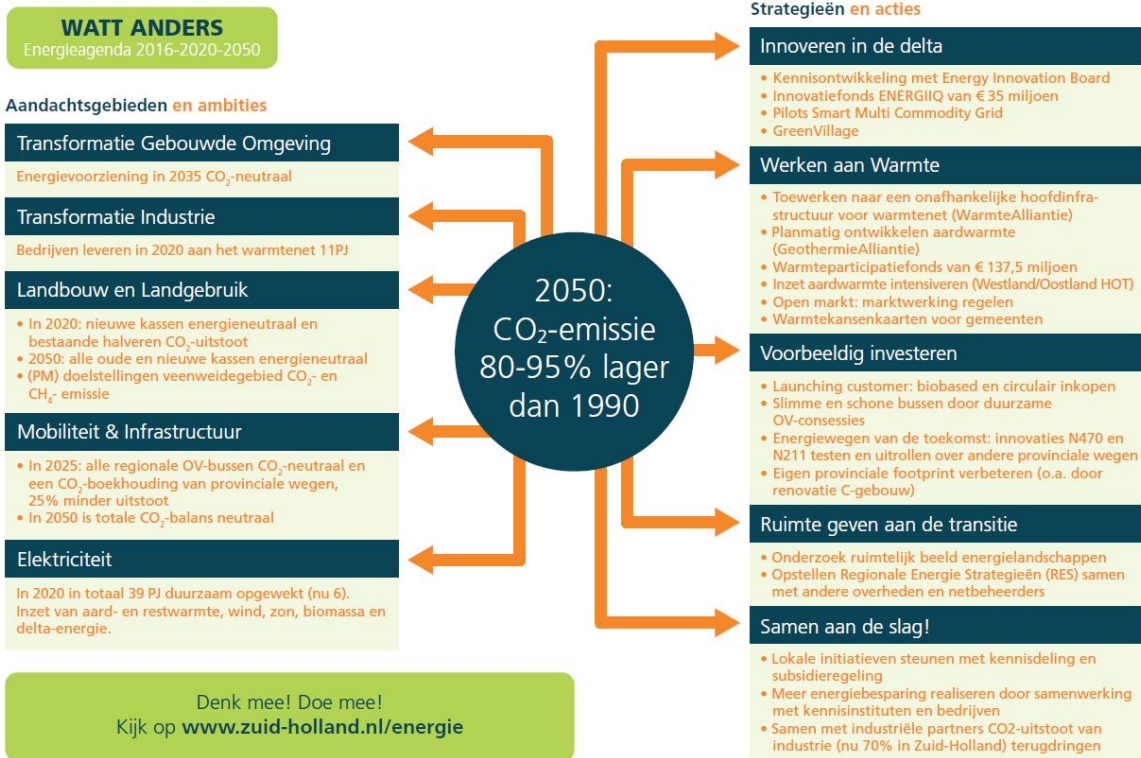 WATT ANDERS
Energieagenda 2016-2020-2050
Aandachtsgebieden en ambities
Transformatie Gebouwde Omgeving
Energievoorziening in 2035 CO₂-neutraal
Transformatie Industrie
Bedrijven leveren in 2020 aan het warmtenet 11PJ
Landbouw en Landgebruik
• In 2020: nieuwe kassen energieneutraal en
bestaande halveren CO₂-uitstoot
• 2050: alle oude en nieuwe kassen energieneutraal
• (PM) doelstellingen veenweidegebied CO₂- en
CH₄- emissie
Mobiliteit & Infrastructuur
• In 2025: alle regionale OV-bussen CO₂-neutraal en
een CO₂-boekhouding van provinciale wegen,
25% minder uitstoot
• In 2050 is totale CO₂-balans neutraal
Elektriciteit
In 2020 in totaal 39 PJ duurzaam opgewekt (nu 6).
Inzet van aard- en restwarmte, wind, zon, biomassa en
delta-energie.
2050:
CO₂-emissie
80-95% lager
dan 1990
Strategieën en acties
Innoveren in de delta
• Kennisontwikkeling met Energy Innovation Board
• Innovatiefonds ENERGIIQ van € 35 miljoen
• Pilots Smart Multi Commodity Grid
• GreenVillage
Werken aan Warmte
• Toewerken naar een onafhankelijke hoofdinfra-
structuur voor warmtenet (WarmteAlliantie)
• Planmatig ontwikkelen aardwarmte
(GeothermieAlliantie)
• Warmteparticipatiefonds van € 137,5 miljoen
• Inzet aardwarmte intensiveren (Westland/Oostland HOT)
• Open markt: marktwerking regelen
• Warmtekansenkaarten voor gemeenten
Voorbeeldig investeren
• Launching customer: biobased en circulair inkopen
• Slimme en schone bussen door duurzame
OV-consessies
• Energiewegen van de toekomst: innovaties N470 en
N211 testen en uitrollen over andere provinciale wegen
• Eigen provinciale footprint verbeteren (o.a. door
renovatie C-gebouw)
Ruimte geven aan de transitie
• Onderzoek ruimtelijk beeld energielandschappen
• Opstellen Regionale Energie Strategieën (RES) samen
met andere overheden en netbeheerders
Samen aan de slag!
• Lokale initiatieven steunen met kennisdeling en
subsidieregeling
• Meer energiebesparing realiseren door samenwerking
met kennisinstituten en bedrijven
• Samen met industriële partners CO2-uitstoot van
industrie (nu 70% in Zuid-Holland) terugdringen
Denk mee! Doe mee!
Kijk op www.zuid-holland.nl/energie